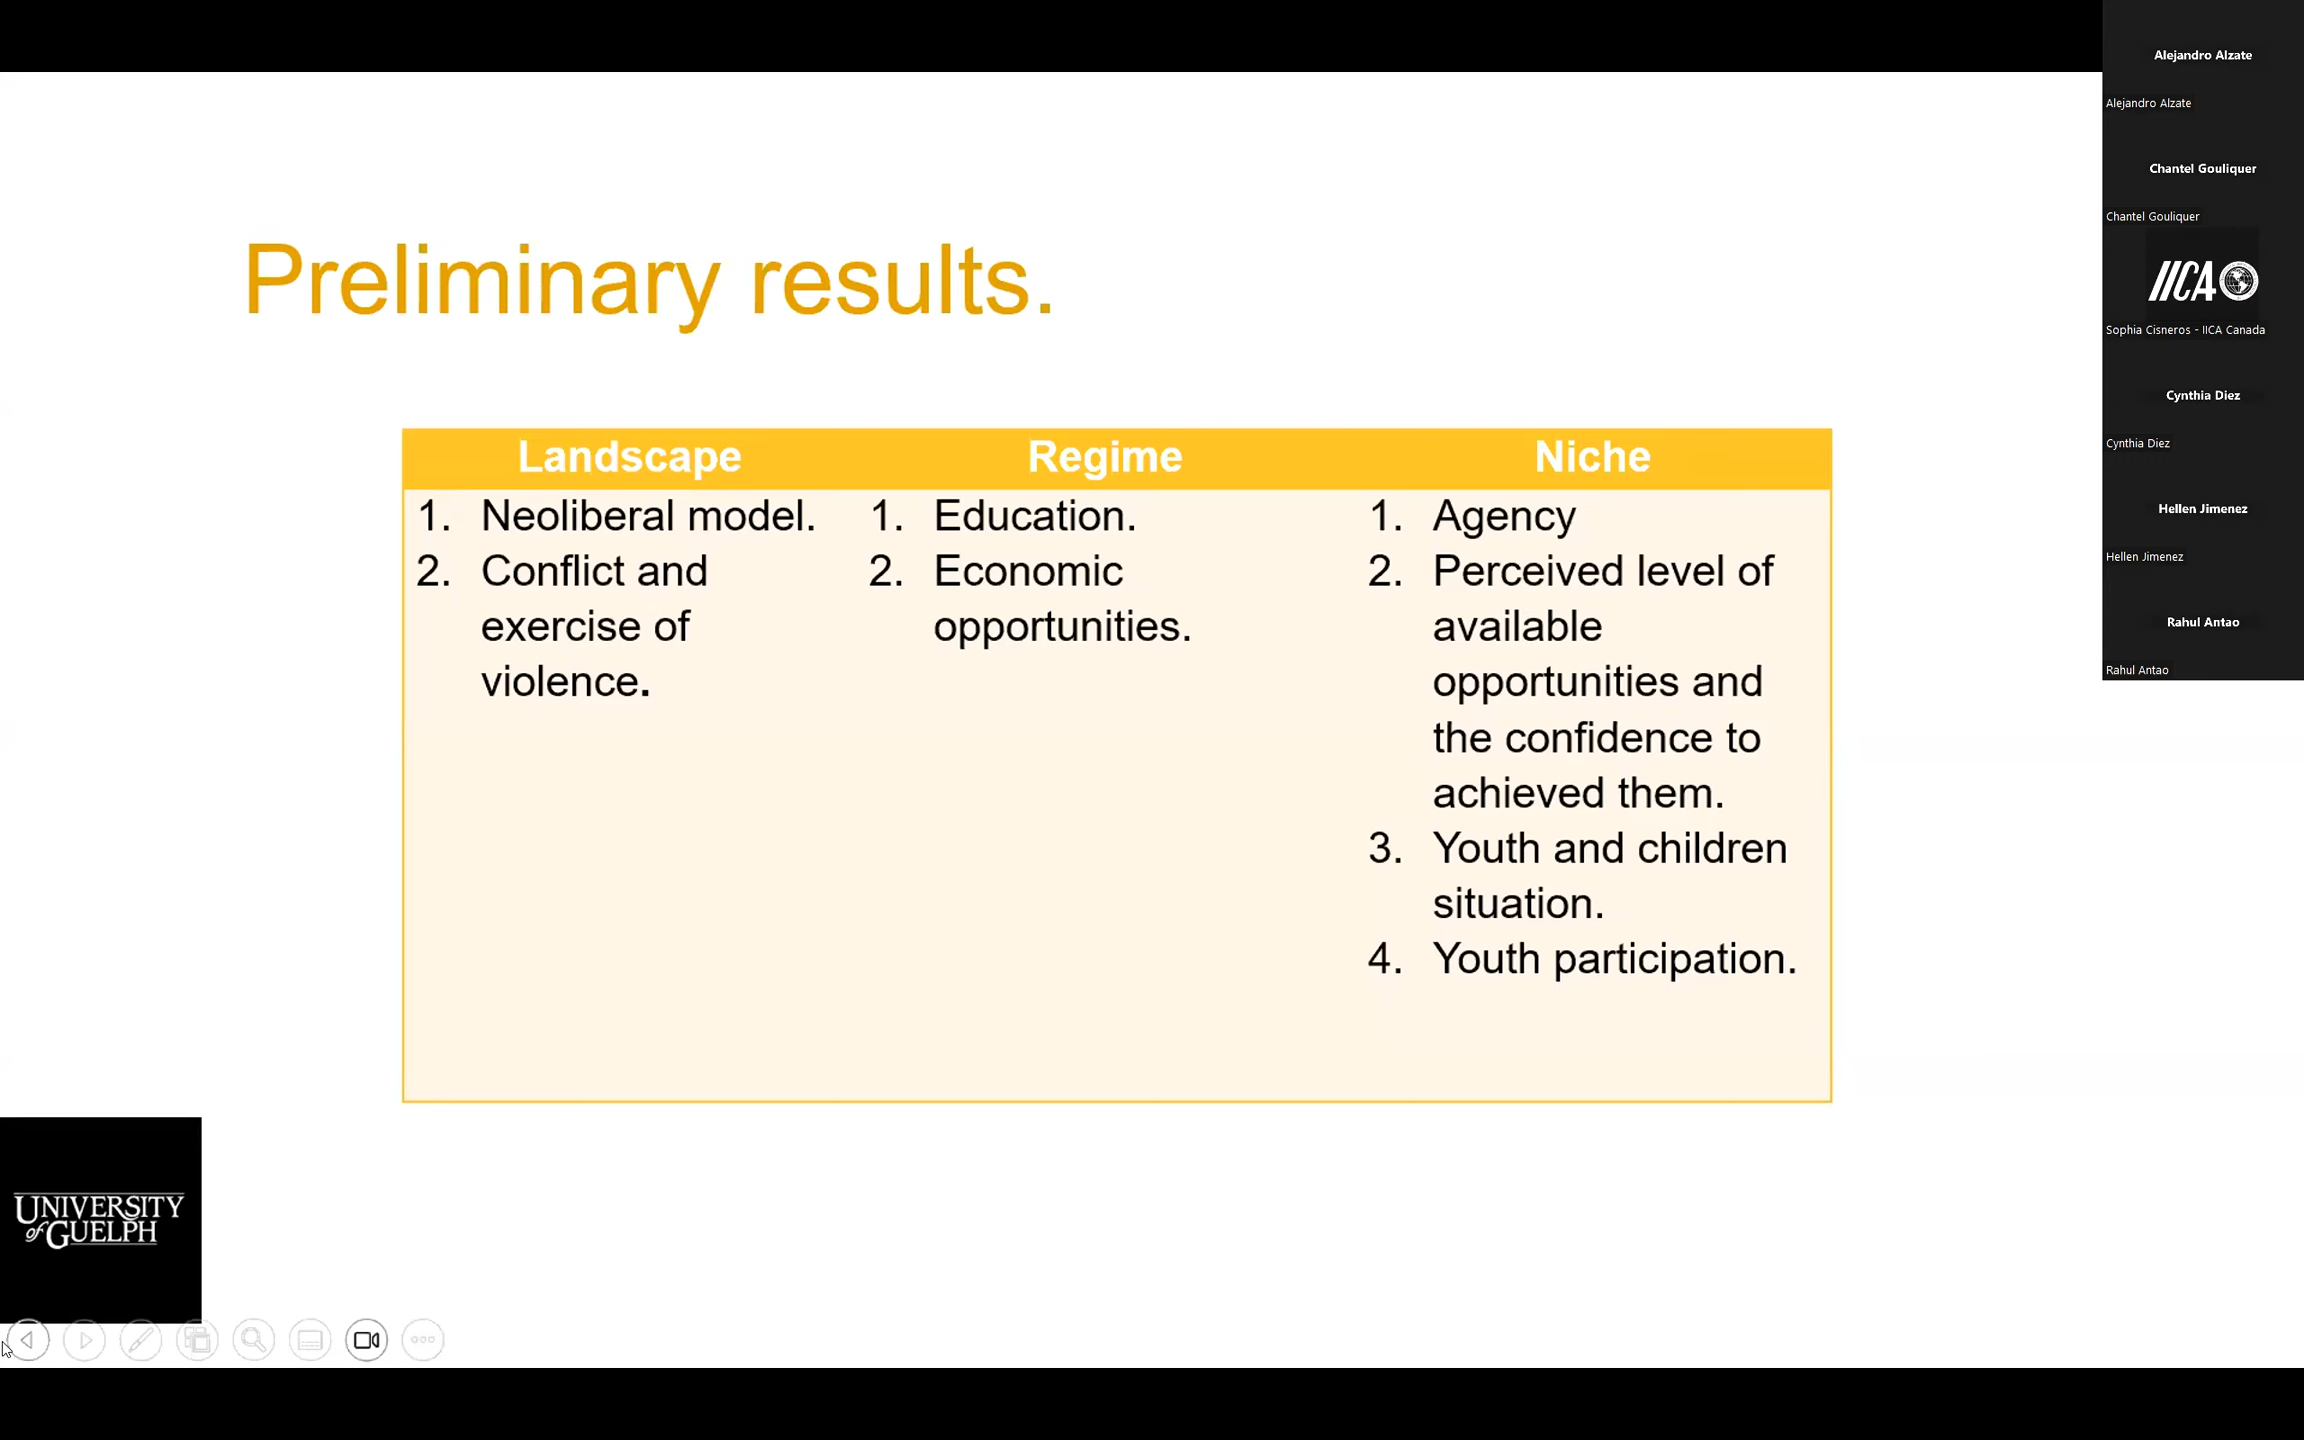 Preliminary results.
Landscape
Regime
Niche
1. Neoliberal model.
2. Conflict and
exercise of
violence.
1. Education.
2. Economic
opportunities.
1. Agency
2. Perceived level of
available
opportunities and
the confidence to
achieved them.
3. Youth and children
situation.
4. Youth participation.
UNIVERSITY
of GUELPH
Alejandro Alzate
Alejandro Alzate
Chantel Gouliquer
Chantel Gouliquer
IICA
Sophia Cisneros - IICA Canada
Cynthia Diez
Cynthia Diez
Hellen Jimenez
Hellen Jimenez
Rahul Antao
Rahul Antao